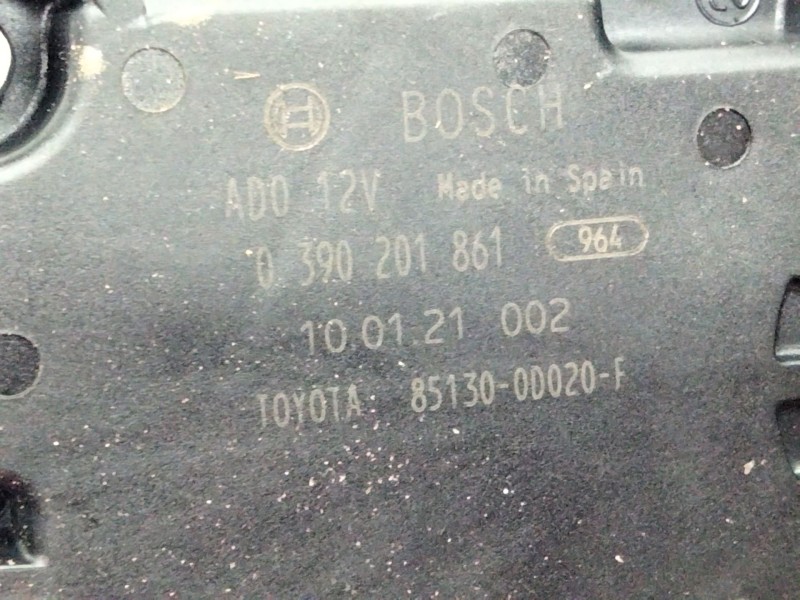 BOSCH
AD0 12V Made in Spain
0 390 201 861 964
10.01.21 002
TOYOTA 85130-0D020-F